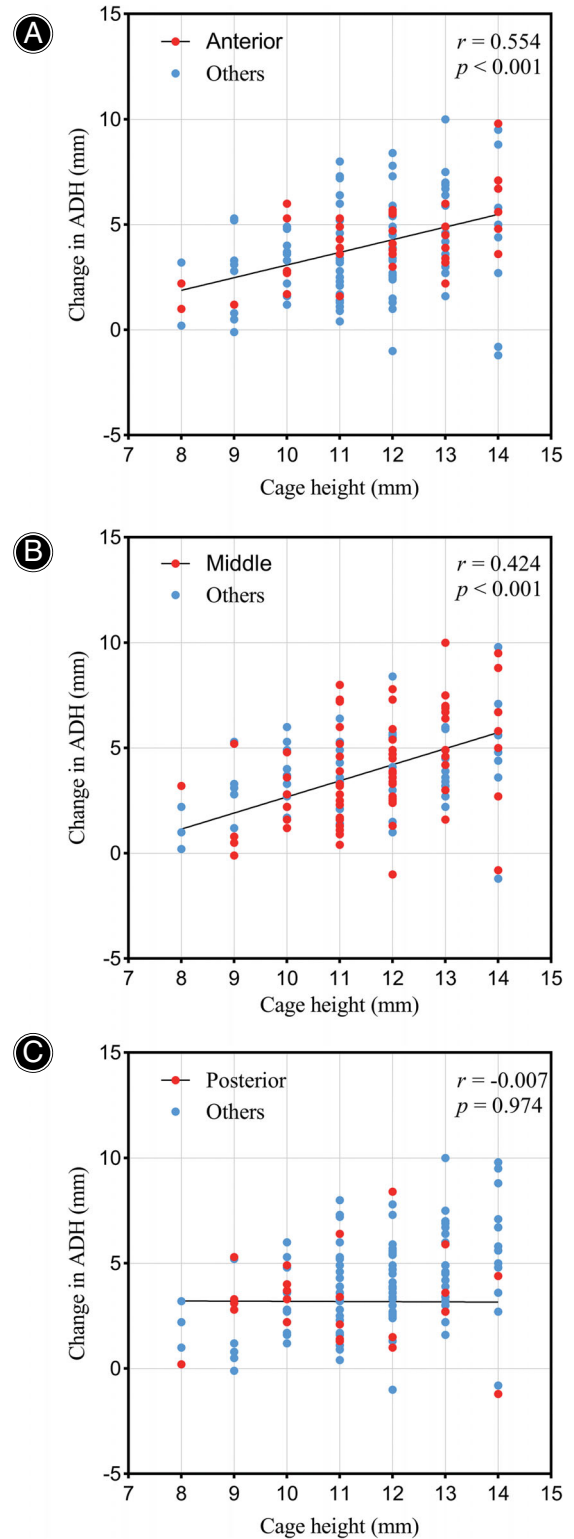 A
15
Anterior
r = 0.554
Others
p < 0.001
10
Change in ADH (mm)
5
0
-5
7 8 9 10 11 12 13 14 15
Cage height (mm)
B
15
Middle
r = 0.424
Others
p < 0.001
10
Change in ADH (mm)
5
0
-5
7 8 9 10 11 12 13 14 15
Cage height (mm)
C
15
Posterior
r = -0.007
Others
p = 0.974
10
Change in ADH (mm)
5
0
-5
7 8 9 10 11 12 13 14 15
Cage height (mm)